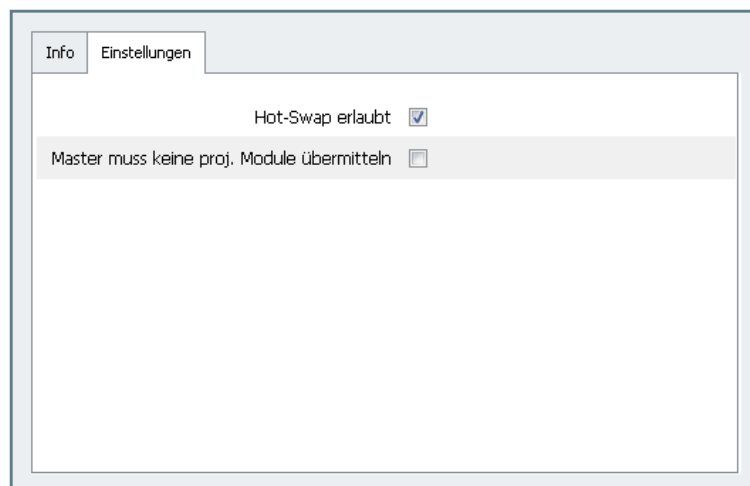 Info Einstellungen
Hot-Swap erlaubt
Master muss keine proj. Module übermitteln